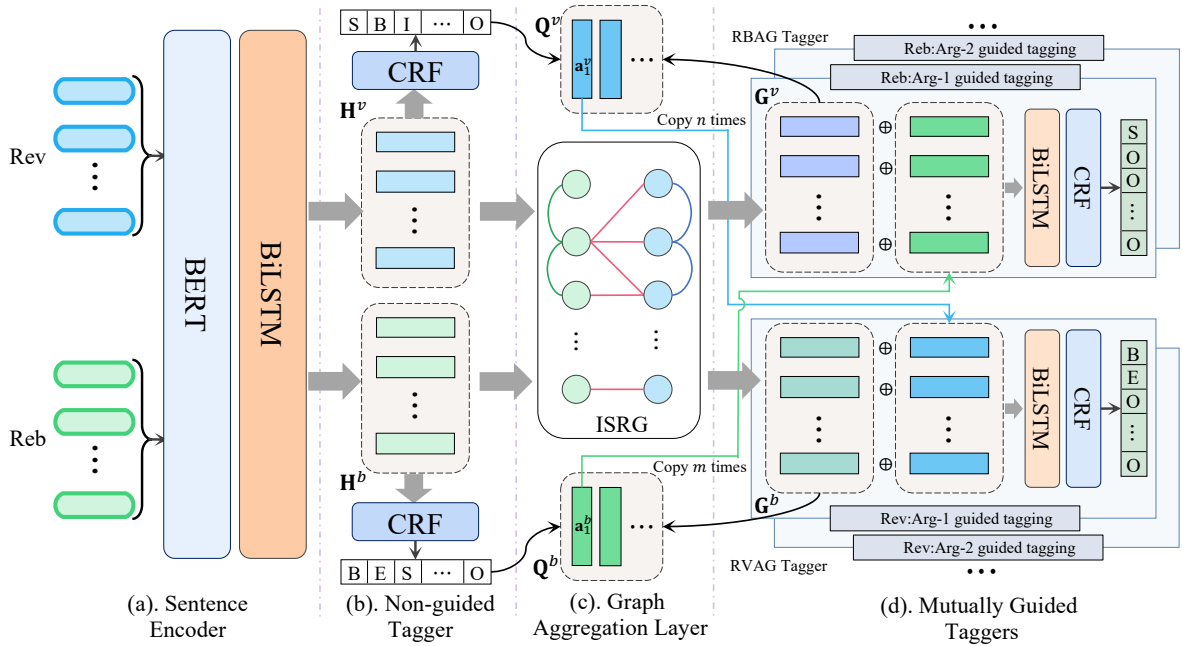 Rev
Reb
BERT
BiLSTM
(a). Sentence
Encoder
S B I ⋯ O
CRF
H^v
H^b
CRF
B E S ⋯ O
(b). Non-guided
Tagger
Q^v
a_1^v ⋯
Copy n times
ISRG
Copy m times
a_1^b ⋯
Q^b
(c). Graph
Aggregation Layer
RBAG Tagger
⋯
Reb:Arg-2 guided tagging
Reb:Arg-1 guided tagging
G^v
⊕
⊕
⊕
BiLSTM
CRF
S
O
O
⋯
O
⊕
⊕
⊕
BiLSTM
CRF
B
E
O
⋯
O
G^b
Rev:Arg-1 guided tagging
Rev:Arg-2 guided tagging
RVAG Tagger
⋯
(d). Mutually Guided
Taggers